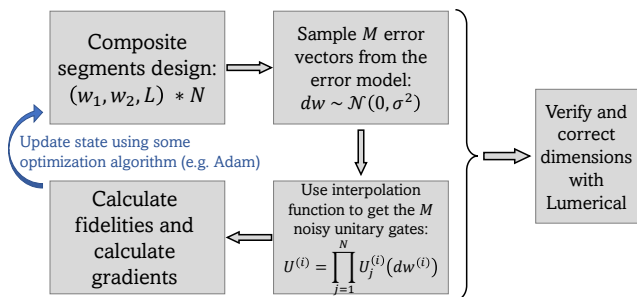 Composite
segments design:
(w₁, w₂, L) * N
Sample M error
vectors from the
error model:
dw ~ 𝒩(0, σ²)
Update state using some
optimization algorithm (e.g. Adam)
Calculate
fidelities and
calculate
gradients
Use interpolation
function to get the M
noisy unitary gates:
U⁽ⁱ⁾ = ∏_{j=1}^{N} U_j⁽ⁱ⁾(dw⁽ⁱ⁾)
Verify and
correct
dimensions
with
Lumerical